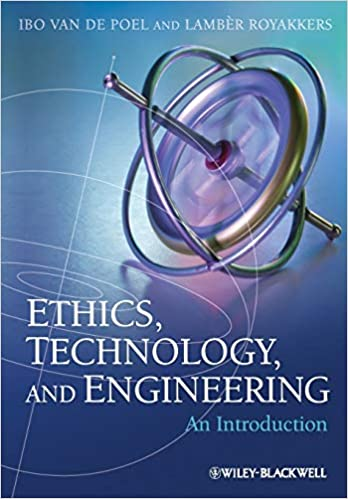 IBO VAN DE POEL AND LAMBÈR ROYAKKERS
ETHICS,
TECHNOLOGY,
AND ENGINEERING
An Introduction
WILEY-BLACKWELL